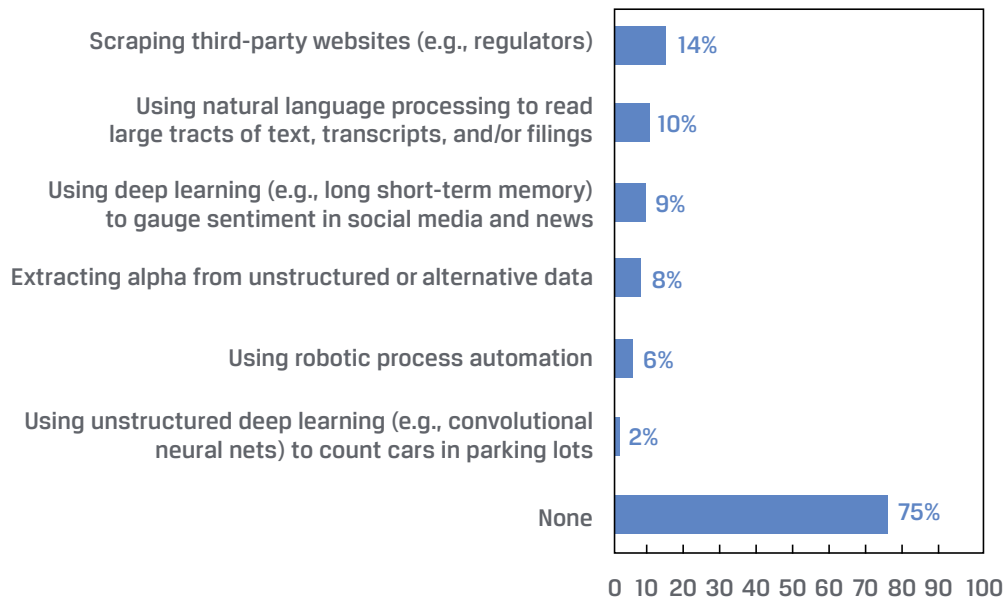 Scraping third-party websites (e.g., regulators)
14%
Using natural language processing to read
large tracts of text, transcripts, and/or filings
10%
Using deep learning (e.g., long short-term memory)
to gauge sentiment in social media and news
9%
Extracting alpha from unstructured or alternative data
8%
Using robotic process automation
6%
Using unstructured deep learning (e.g., convolutional
neural nets) to count cars in parking lots
2%
None
75%
0 10 20 30 40 50 60 70 80 90 100